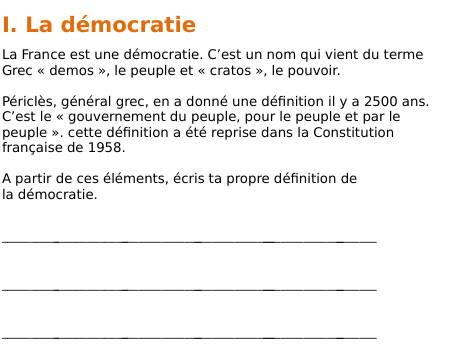 I. La démocratie
La France est une démocratie. C’est un nom qui vient du terme
Grec « demos », le peuple et « cratos », le pouvoir.
Périclès, général grec, en a donné une définition il y a 2500 ans.
C’est le « gouvernement du peuple, pour le peuple et par le
peuple ». cette définition a été reprise dans la Constitution
française de 1958.
A partir de ces éléments, écris ta propre définition de
la démocratie.